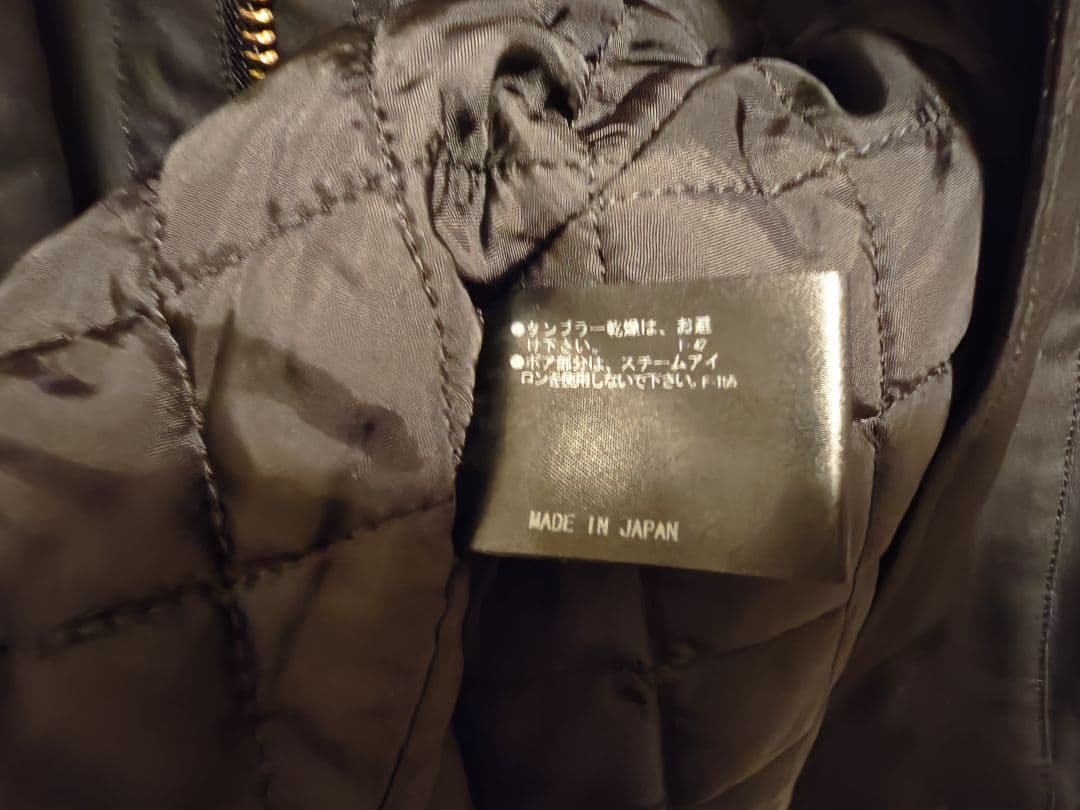 ●タンブラー乾燥は、お避
け下さい。 I-47
●ボア部分は、スチームアイ
ロンを使用しないで下さい。F-10A
MADE IN JAPAN